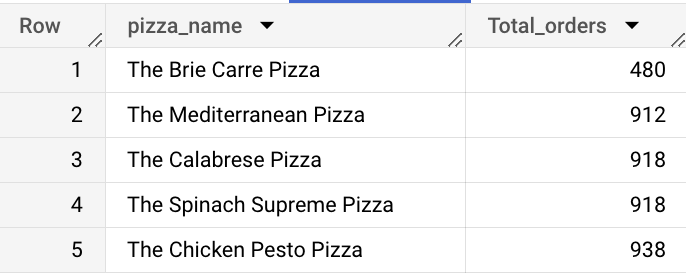 Row pizza_name Total_orders
1 The Brie Carre Pizza 480
2 The Mediterranean Pizza 912
3 The Calabrese Pizza 918
4 The Spinach Supreme Pizza 918
5 The Chicken Pesto Pizza 938